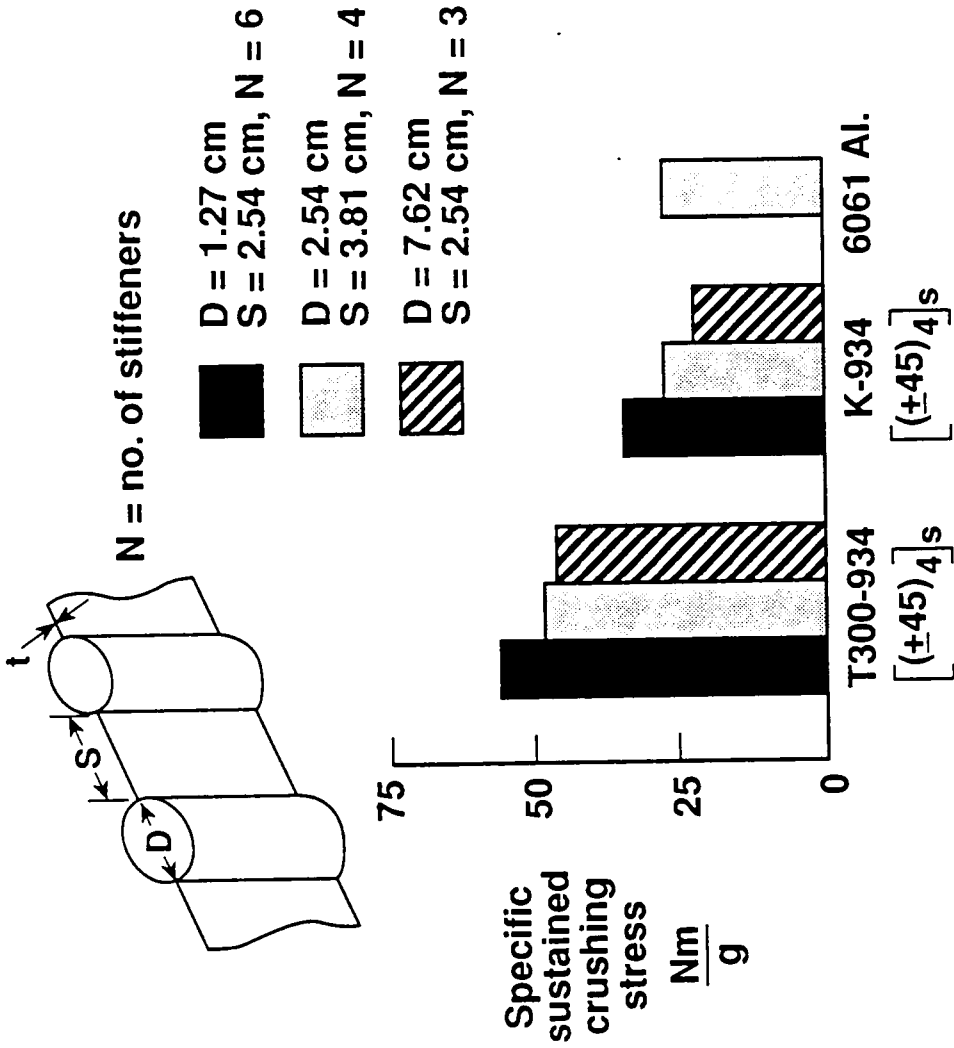 t
S
D
N = no. of stiffeners
D = 1.27 cm
S = 2.54 cm, N = 6
D = 2.54 cm
S = 3.81 cm, N = 4
D = 7.62 cm
S = 2.54 cm, N = 3
Specific
sustained
crushing
stress
Nm
g
75
50
25
0
T300-934
[(±45)4]s
K-934
[(±45)4]s
6061 Al.